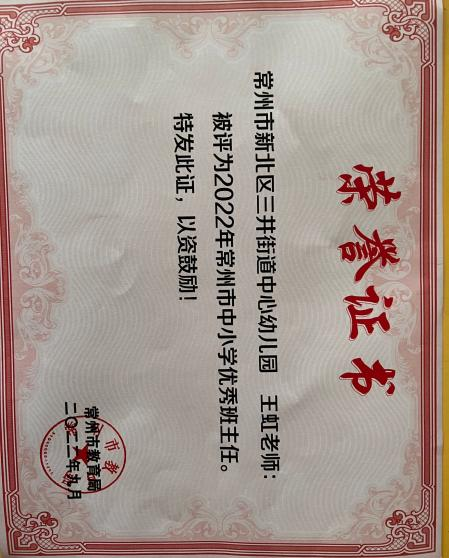 荣誉证书
常州市新北区三井街道中心幼儿园 王虹老师：
被评为2022年常州市中小学优秀班主任。
特发此证，以资鼓励！
常州市教育局
二〇二二年九月